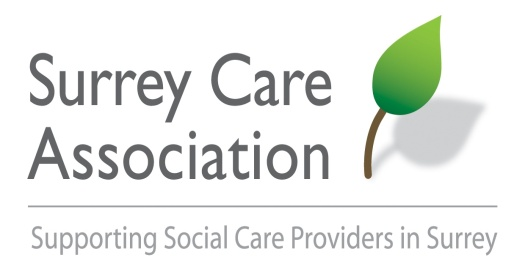 Surrey Care
Association
Supporting Social Care Providers in Surrey